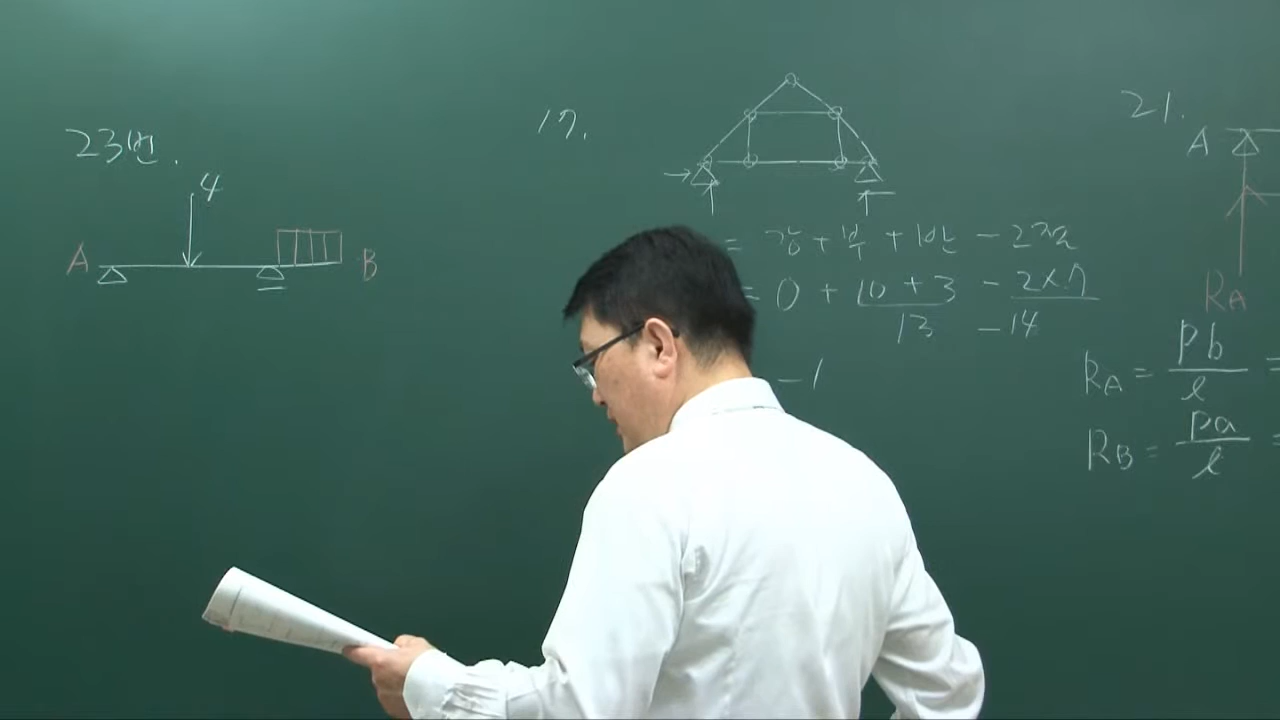 23번.
4
A B
17.
= 강 + 부 + 반 - 2절
= 0 + 10 + 3 - 2×7
13 - 14
- 1
21.
A
RA
RA = Pb/l =
RB = Pa/l =